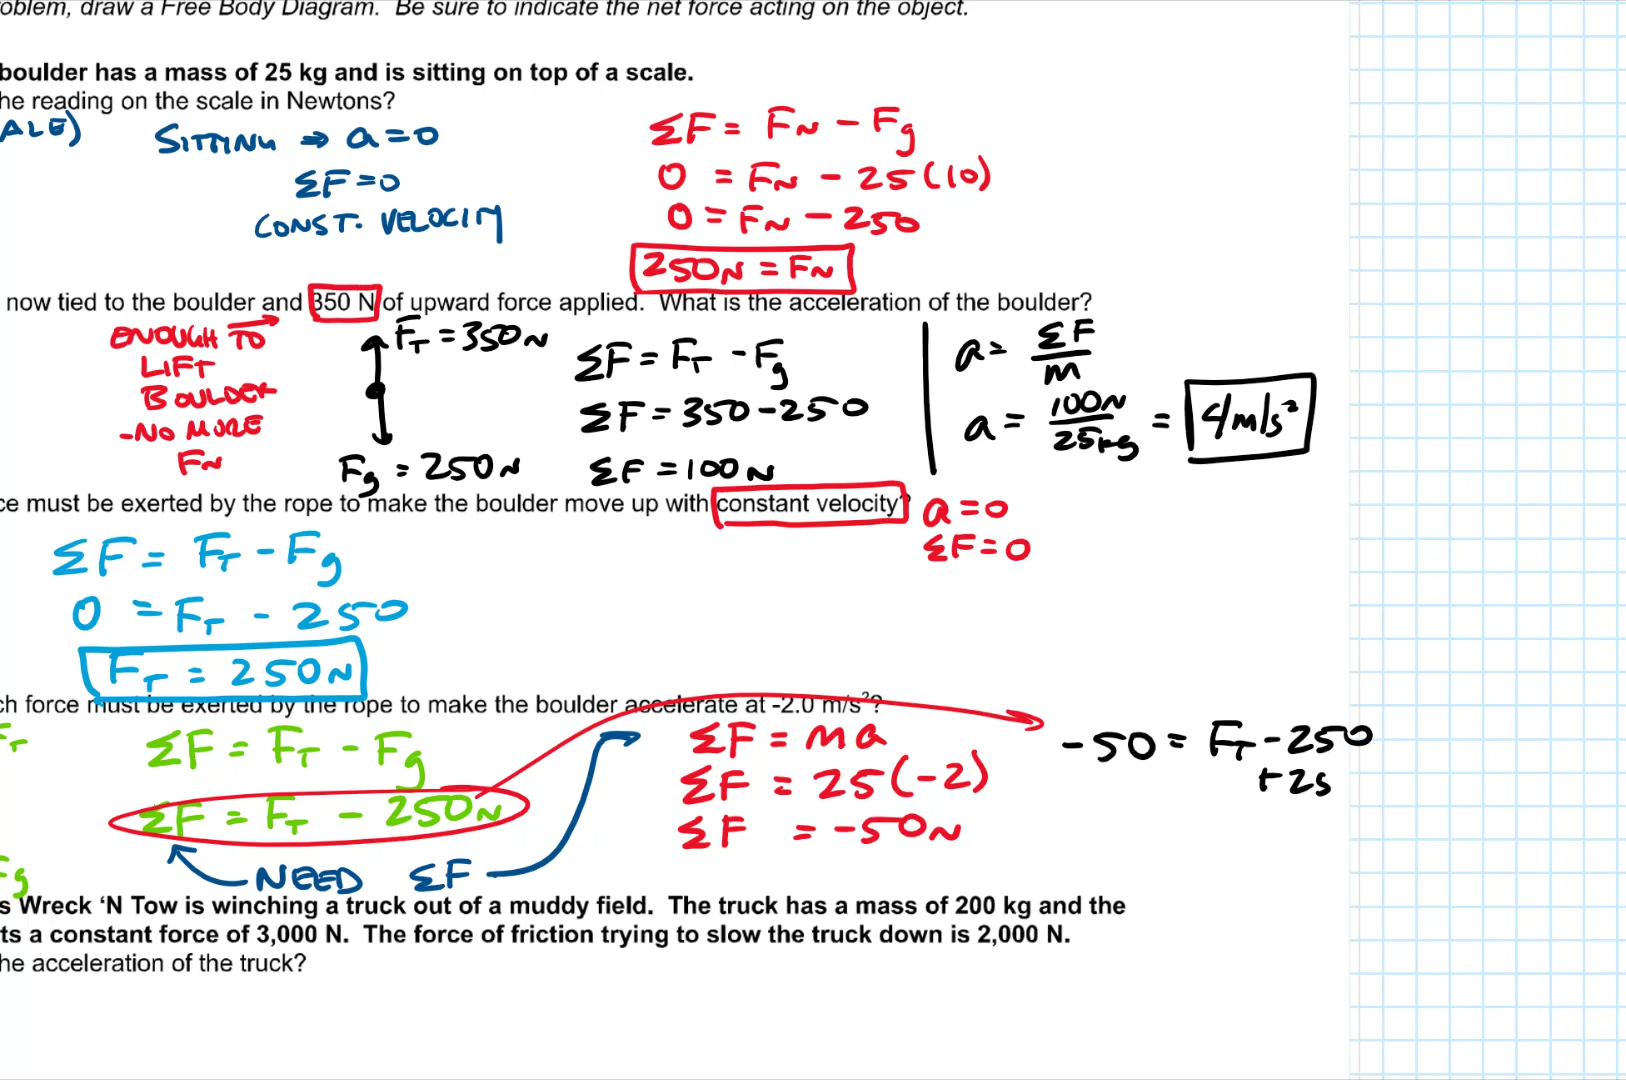 roblem, draw a Free Body Diagram. Be sure to indicate the net force acting on the object.
boulder has a mass of 25 kg and is sitting on top of a scale.
he reading on the scale in Newtons?
ALE)
SITTING ⇒ a=0
ΣF=0
CONST. VELOCITY
ΣF = FN - Fg
0 = FN - 25(10)
0 = FN - 250
250N = FN
now tied to the boulder and 350 N of upward force applied. What is the acceleration of the boulder?
ENOUGH TO
LIFT
BOULDER
-NO MORE
FN
FT = 350N
Fg = 250N
ΣF = FT - Fg
ΣF = 350-250
ΣF = 100N
a= ΣF/m
a = 100N/25kg = 4m/s²
ce must be exerted by the rope to make the boulder move up with constant velocity?
a=0
ΣF=0
ΣF = FT - Fg
0 = FT - 250
FT = 250N
ch force must be exerted by the rope to make the boulder accelerate at -2.0 m/s²?
FT
ΣF = FT - Fg
ΣF = FT - 250N
NEED ΣF
Fg
ΣF = ma
ΣF = 25(-2)
ΣF = -50N
-50 = FT - 250
+25
s Wreck ‘N Tow is winching a truck out of a muddy field. The truck has a mass of 200 kg and the
ts a constant force of 3,000 N. The force of friction trying to slow the truck down is 2,000 N.
he acceleration of the truck?